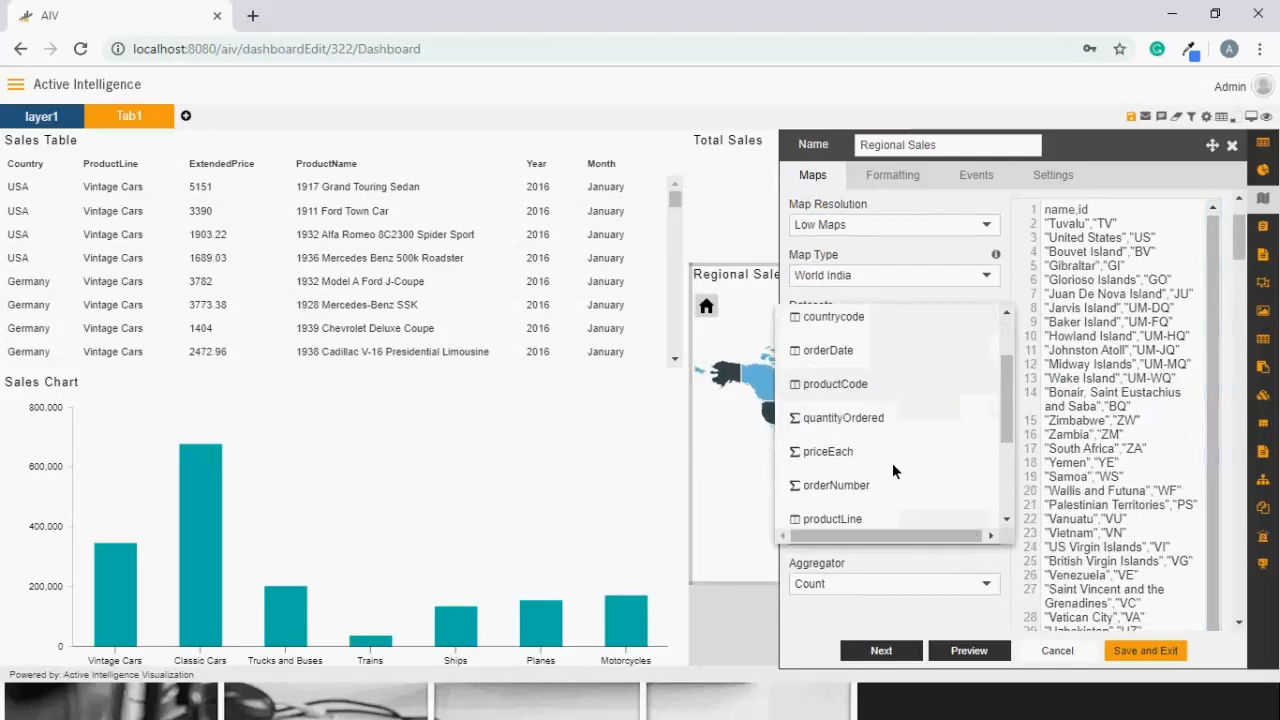 AIV
localhost:8080/aiv/dashboardEdit/322/Dashboard
A
Active Intelligence
Admin
layer1
Tab1
Sales Table
Country ProductLine ExtendedPrice ProductName Year Month
USA Vintage Cars 5151 1917 Grand Touring Sedan 2016 January
USA Vintage Cars 3390 1911 Ford Town Car 2016 January
USA Vintage Cars 1903.22 1932 Alfa Romeo 8C2300 Spider Sport 2016 January
USA Vintage Cars 1689.03 1936 Mercedes Benz 500k Roadster 2016 January
Germany Vintage Cars 3782 1932 Model A Ford J-Coupe 2016 January
Germany Vintage Cars 3773.38 1928 Mercedes-Benz SSK 2016 January
Germany Vintage Cars 1404 1939 Chevrolet Deluxe Coupe 2016 January
Germany Vintage Cars 2472.96 1938 Cadillac V-16 Presidential Limousine 2016 January
Sales Chart
800,000
600,000
400,000
200,000
0
Vintage Cars Classic Cars Trucks and Buses Trains Ships Planes Motorcycles
Powered by: Active Intelligence Visualization
Total Sales
Regional Sale
Name Regional Sales
Maps Formatting Events Settings
Map Resolution
Low Maps
Map Type
World India
Datasets
countrycode
orderDate
productCode
quantityOrdered
priceEach
orderNumber
productLine
Aggregator
Count
1 name,id
2 "Tuvalu","TV"
3 "United States","US"
4 "Bouvet Island","BV"
5 "Gibraltar","GI"
6 "Glorioso Islands","GO"
7 "Juan De Nova Island","JU"
8 "Jarvis Island","UM-DQ"
9 "Baker Island","UM-FQ"
10 "Howland Island","UM-HQ"
11 "Johnston Atoll","UM-JQ"
12 "Midway Islands","UM-MQ"
13 "Wake Island","UM-WQ"
14 "Bonair, Saint Eustachius
and Saba","BQ"
15 "Zimbabwe","ZW"
16 "Zambia","ZM"
17 "South Africa","ZA"
18 "Yemen","YE"
19 "Samoa","WS"
20 "Wallis and Futuna","WF"
21 "Palestinian Territories","PS"
22 "Vanuatu","VU"
23 "Vietnam","VN"
24 "US Virgin Islands","VI"
25 "British Virgin Islands","VG"
26 "Venezuela","VE"
27 "Saint Vincent and the
Grenadines","VC"
28 "Vatican City","VA"
29 "Uzbekistan","UZ"
Next Preview Cancel Save and Exit